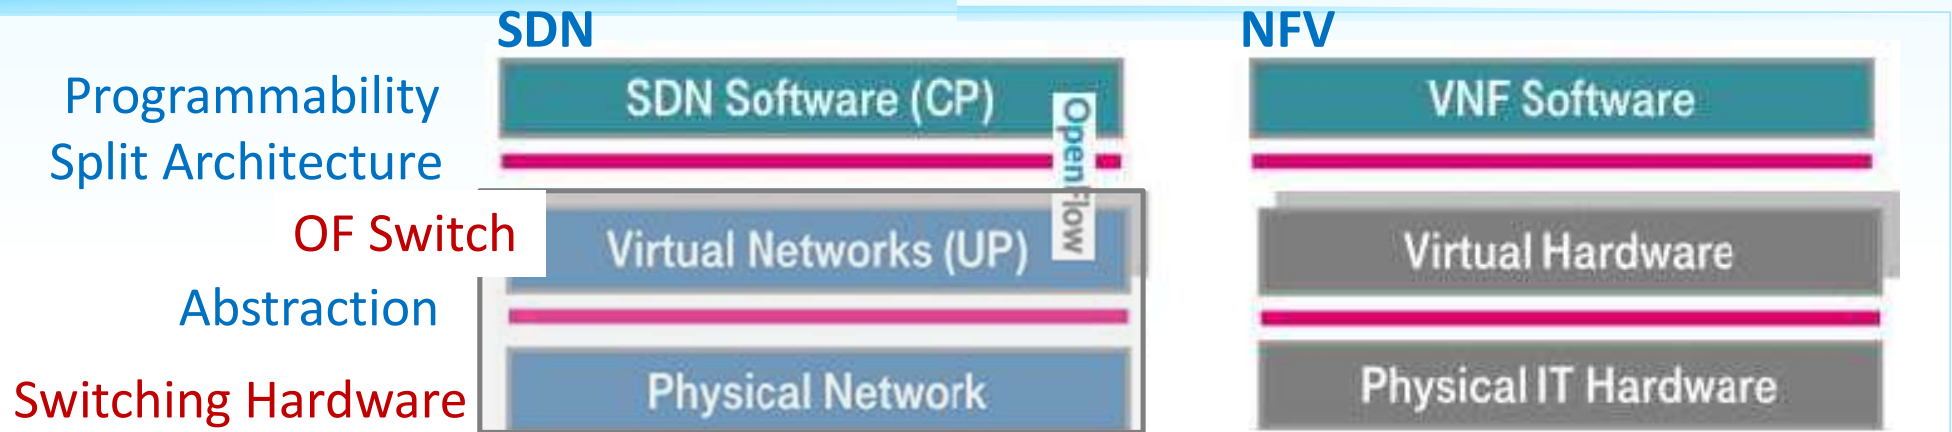 SDN
NFV
Programmability
SDN Software (CP)
VNF Software
Split Architecture
OpenFlow
OF Switch
Virtual Networks (UP)
Virtual Hardware
Abstraction
Switching Hardware
Physical Network
Physical IT Hardware